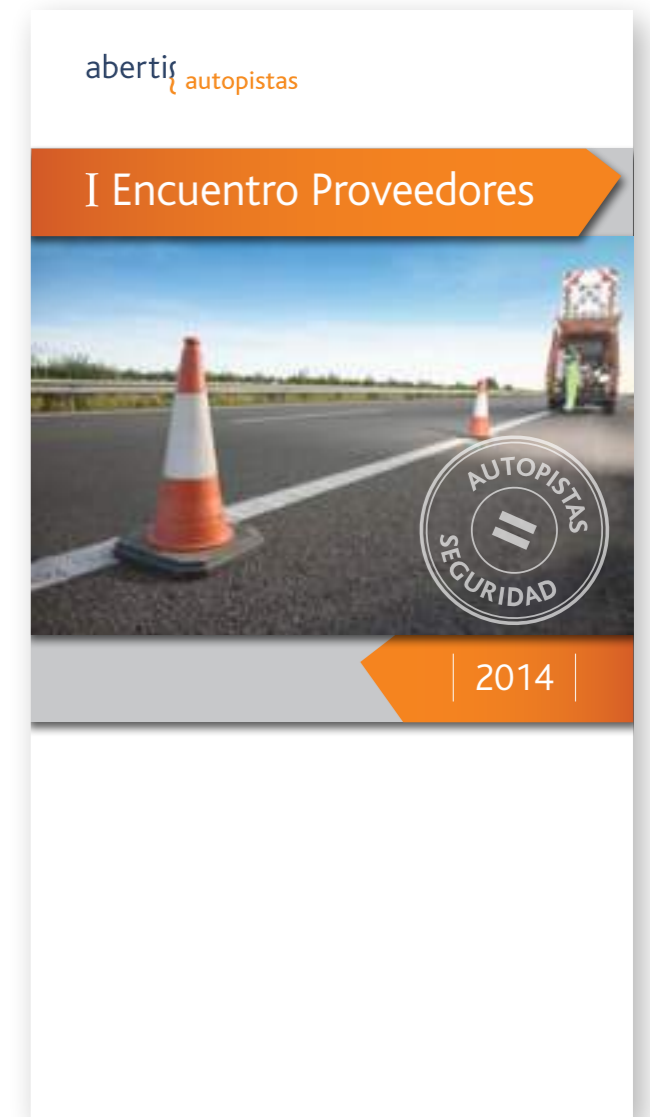 abertis
autopistas
I Encuentro Proveedores
AUTOPISTAS
SEGURIDAD
2014